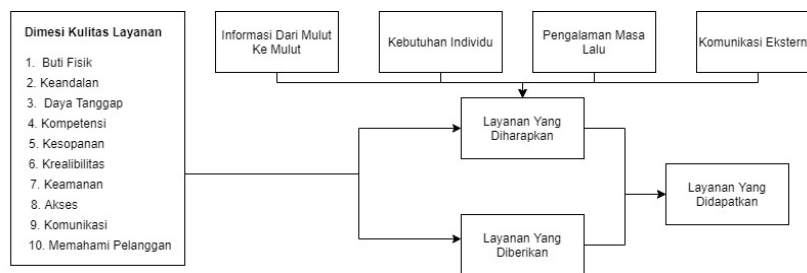 Dimesi Kulitas Layanan
1. Buti Fisik
2. Keandalan
3. Daya Tanggap
4. Kompetensi
5. Kesopanan
6. Krealibilitas
7. Keamanan
8. Akses
9. Komunikasi
10. Memahami Pelanggan
Informasi Dari Mulut
Ke Mulut
Kebutuhan Individu
Pengalaman Masa
Lalu
Komunikasi Ekstern
Layanan Yang
Diharapkan
Layanan Yang
Diberikan
Layanan Yang
Didapatkan